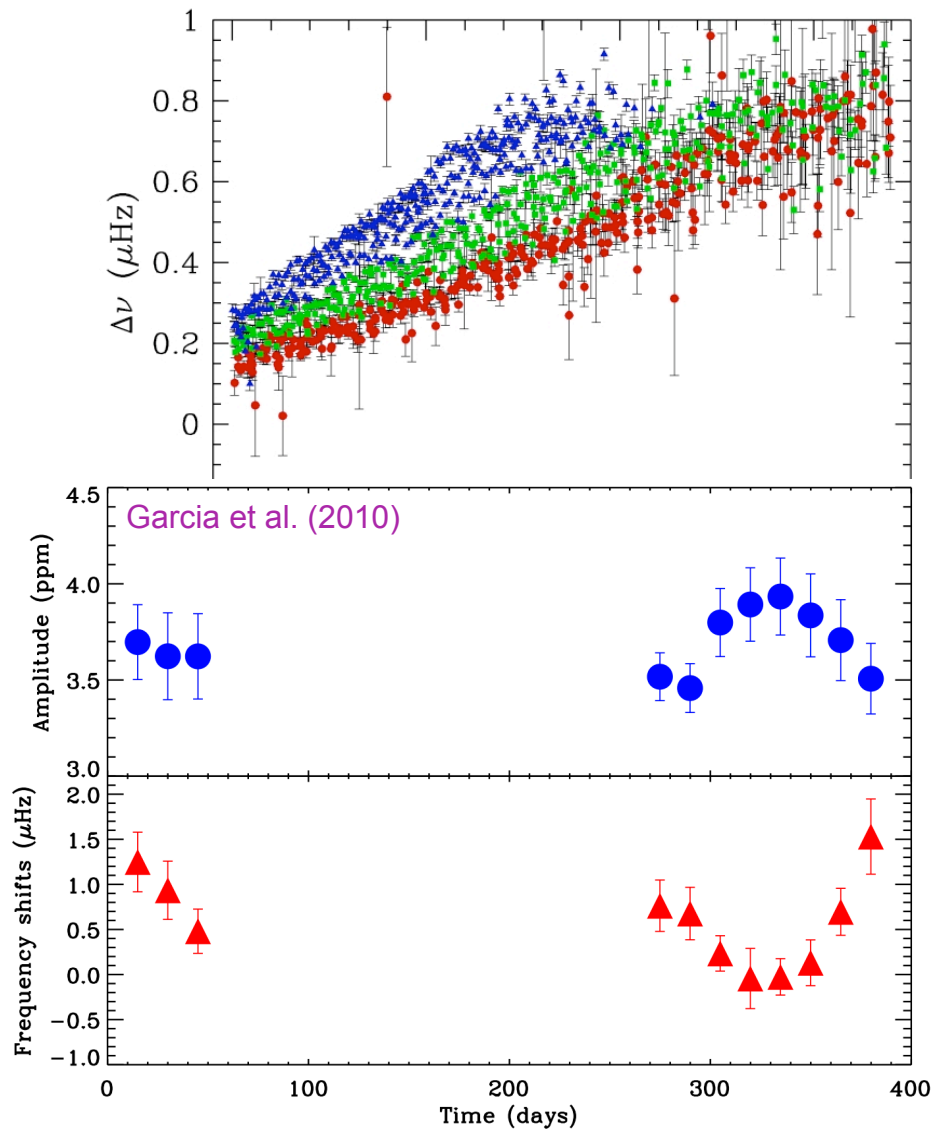 1
0.8
0.6
0.4
0.2
0
Δν (μHz)
Garcia et al. (2010)
4.5
4.0
3.5
3.0
Amplitude (ppm)
2.0
1.5
1.0
0.5
0.0
−0.5
−1.0
Frequency shifts (μHz)
0 100 200 300 400
Time (days)